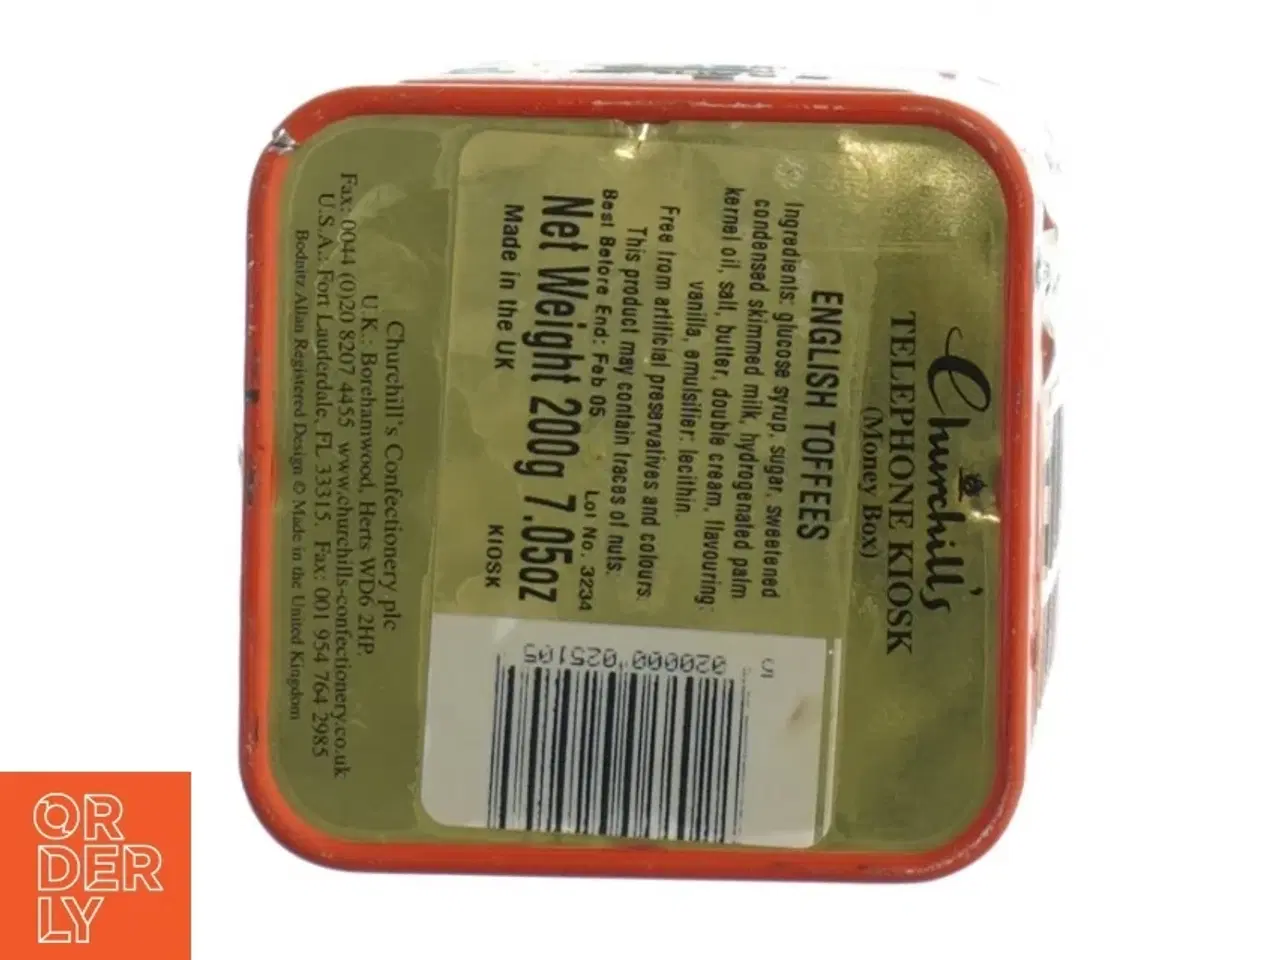 Churchill's
TELEPHONE KIOSK
(Money Box)
ENGLISH TOFFEES
Ingredients: glucose syrup, sugar, sweetened
condensed skimmed milk, hydrogenated palm
kernel oil, salt, butter, double cream, flavouring:
vanilla, emulsifier: lecithin.
Free from artificial preservatives and colours.
This product may contain traces of nuts.
Best Before End: Feb 05 Lot No. 3234
Net Weight 200g 7.05oz
Made in the UK KIOSK
5 020000 025105
Churchill's Confectionery plc
U.K.: Borehamwood, Herts WD6 2HP.
Fax: 0044 (0)20 8207 4455 www.churchills-confectionery.co.uk
U.S.A.: Fort Lauderdale, FL 33315. Fax: 001 954 764 2985
Bodnitz Allan Registered Design © Made in the United Kingdom
OR
DER
LY